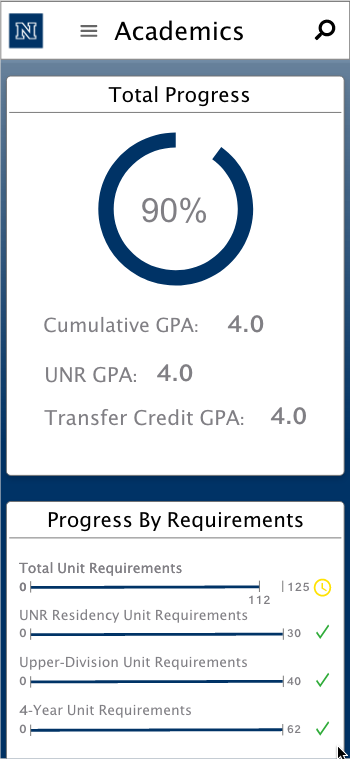 N
Academics
Total Progress
90%
Cumulative GPA: 4.0
UNR GPA: 4.0
Transfer Credit GPA: 4.0
Progress By Requirements
Total Unit Requirements
0 125
112
UNR Residency Unit Requirements
0 30
Upper-Division Unit Requirements
0 40
4-Year Unit Requirements
0 62